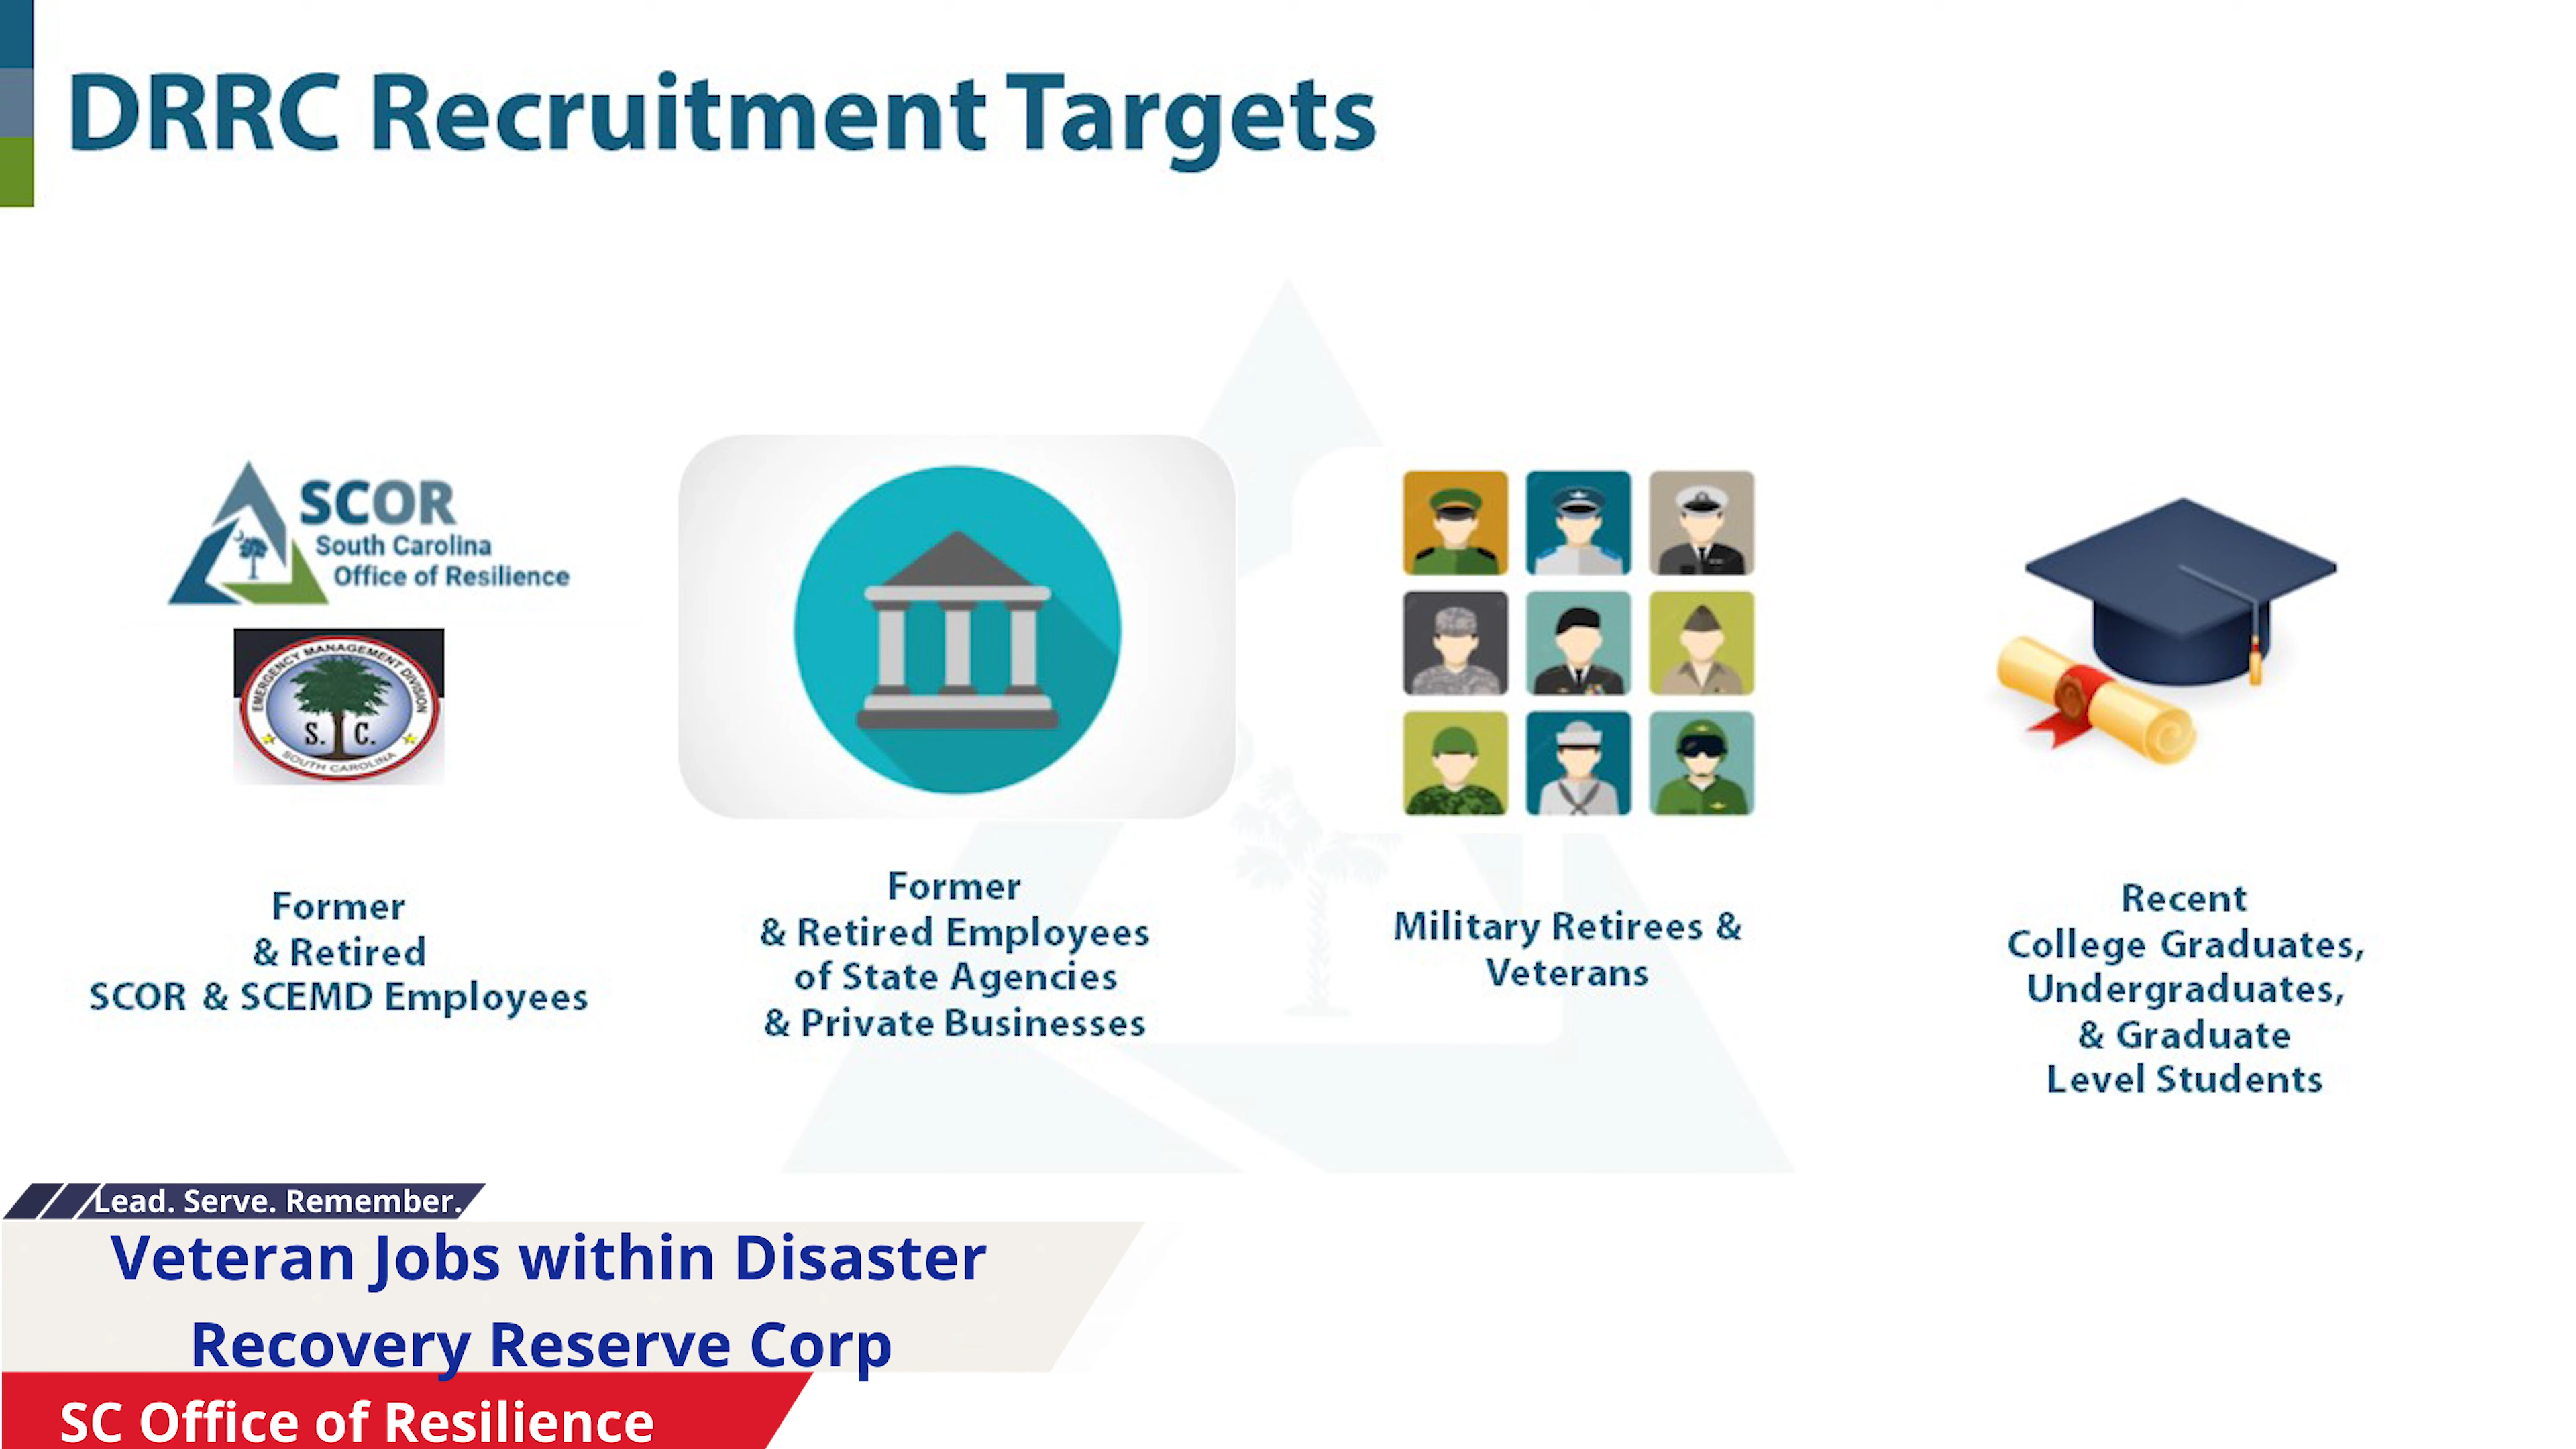 DRRC Recruitment Targets
SCOR
South Carolina
Office of Resilience
EMERGENCY MANAGEMENT DIVISION
S. C.
SOUTH CAROLINA
Former
& Retired
SCOR & SCEMD Employees
Former
& Retired Employees
of State Agencies
& Private Businesses
Military Retirees &
Veterans
Recent
College Graduates,
Undergraduates,
& Graduate
Level Students
Lead. Serve. Remember.
Veteran Jobs within Disaster
Recovery Reserve Corp
SC Office of Resilience